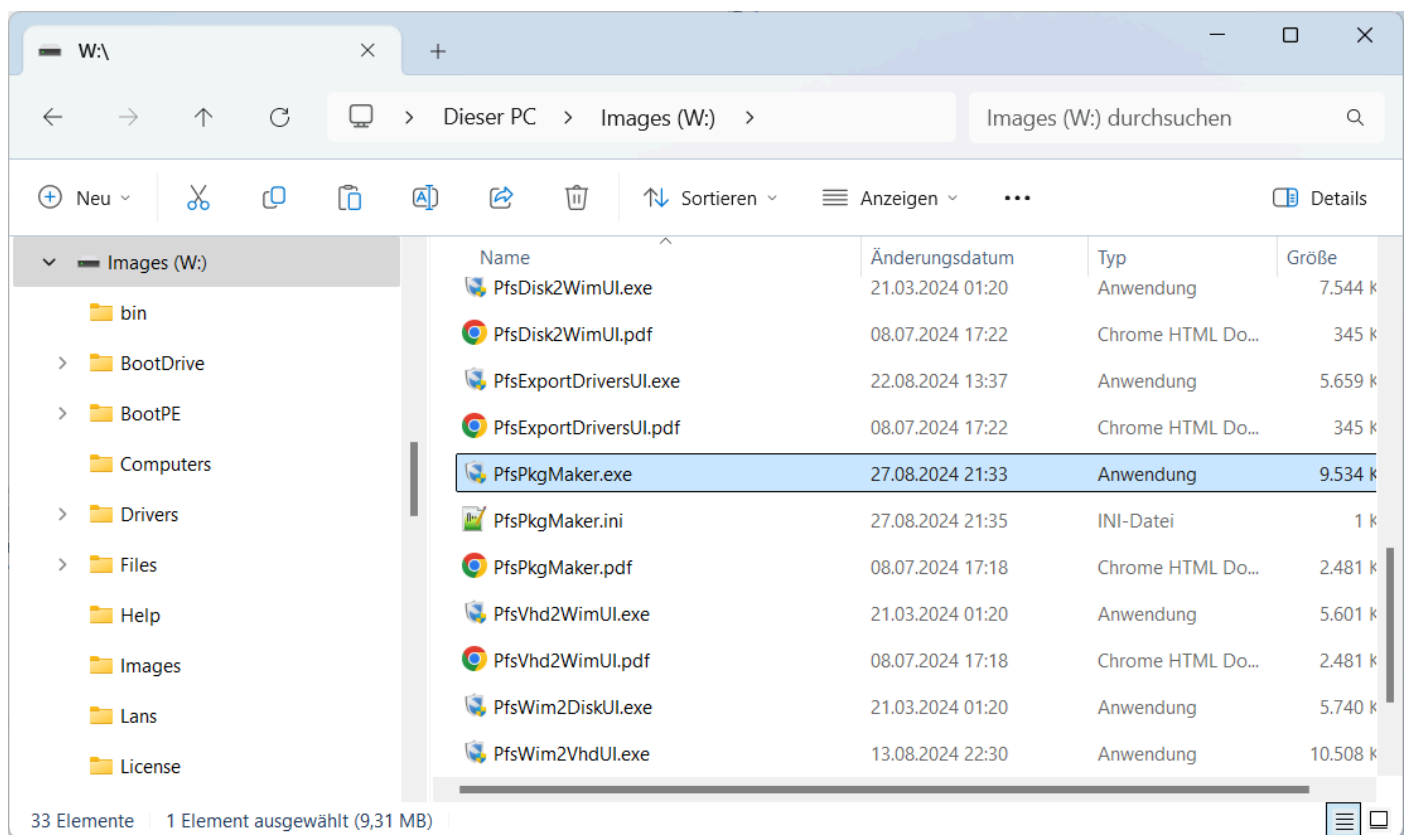 W:\
Dieser PC > Images (W:) >
Images (W:) durchsuchen
Neu
Sortieren
Anzeigen
Details
Images (W:)
bin
BootDrive
BootPE
Computers
Drivers
Files
Help
Images
Lans
License
Name Änderungsdatum Typ Größe
PfsDisk2WimUI.exe 21.03.2024 01:20 Anwendung 7.544 K
PfsDisk2WimUI.pdf 08.07.2024 17:22 Chrome HTML Do... 345 K
PfsExportDriversUI.exe 22.08.2024 13:37 Anwendung 5.659 K
PfsExportDriversUI.pdf 08.07.2024 17:22 Chrome HTML Do... 345 K
PfsPkgMaker.exe 27.08.2024 21:33 Anwendung 9.534 K
PfsPkgMaker.ini 27.08.2024 21:35 INI-Datei 1 K
PfsPkgMaker.pdf 08.07.2024 17:18 Chrome HTML Do... 2.481 K
PfsVhd2WimUI.exe 21.03.2024 01:20 Anwendung 5.601 K
PfsVhd2WimUI.pdf 08.07.2024 17:18 Chrome HTML Do... 2.481 K
PfsWim2DiskUI.exe 21.03.2024 01:20 Anwendung 5.740 K
PfsWim2VhdUI.exe 13.08.2024 22:30 Anwendung 10.508 K
33 Elemente 1 Element ausgewählt (9,31 MB)